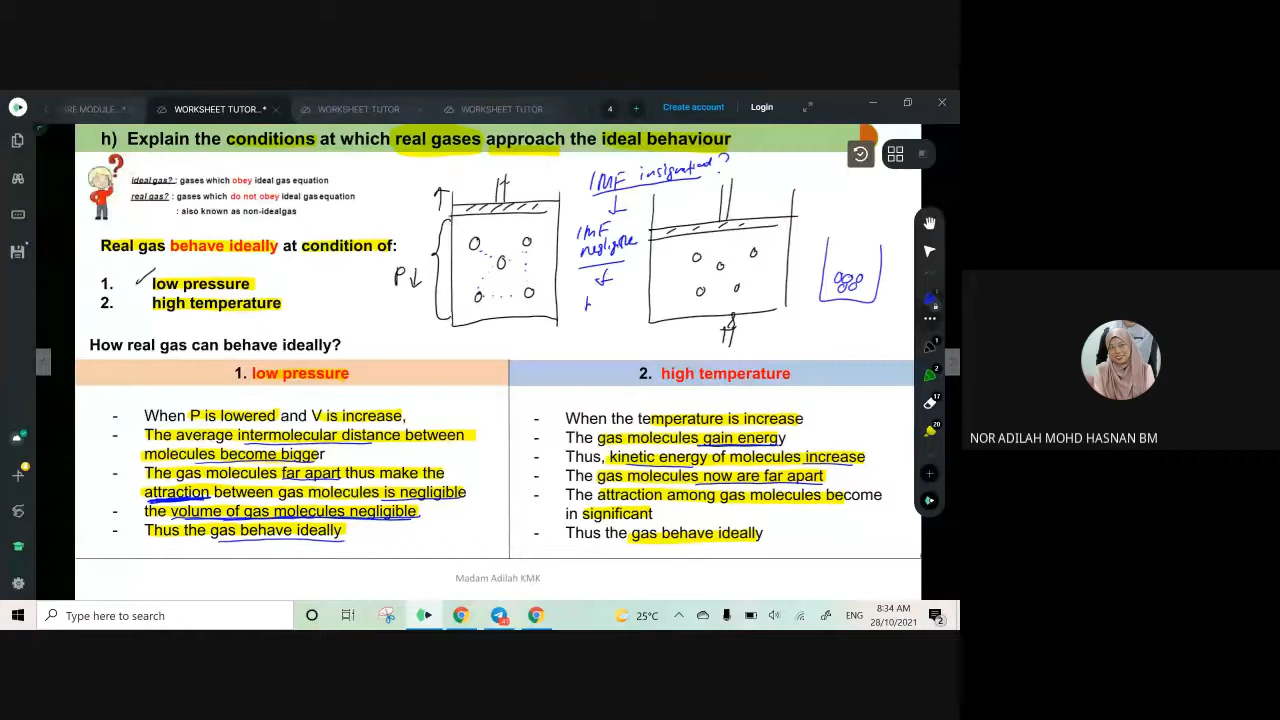 RE MODULE...*
WORKSHEET TUTOR...*
WORKSHEET TUTOR
WORKSHEET TUTOR
4
Create account
Login
h) Explain the conditions at which real gases approach the ideal behaviour
ideal gas? : gases which obey ideal gas equation
real gas? : gases which do not obey ideal gas equation
: also known as non-idealgas
Real gas behave ideally at condition of:
1. low pressure
2. high temperature
P↓
IMF insignificant?
IMF
negligible
How real gas can behave ideally?
1. low pressure
- When P is lowered and V is increase,
- The average intermolecular distance between
molecules become bigger
- The gas molecules far apart thus make the
attraction between gas molecules is negligible
- the volume of gas molecules negligible
- Thus the gas behave ideally
2. high temperature
- When the temperature is increase
- The gas molecules gain energy
- Thus, kinetic energy of molecules increase
- The gas molecules now are far apart
- The attraction among gas molecules become
in significant
- Thus the gas behave ideally
Madam Adilah KMK
NOR ADILAH MOHD HASNAN BM
Type here to search
25°C
ENG
8:34 AM
28/10/2021